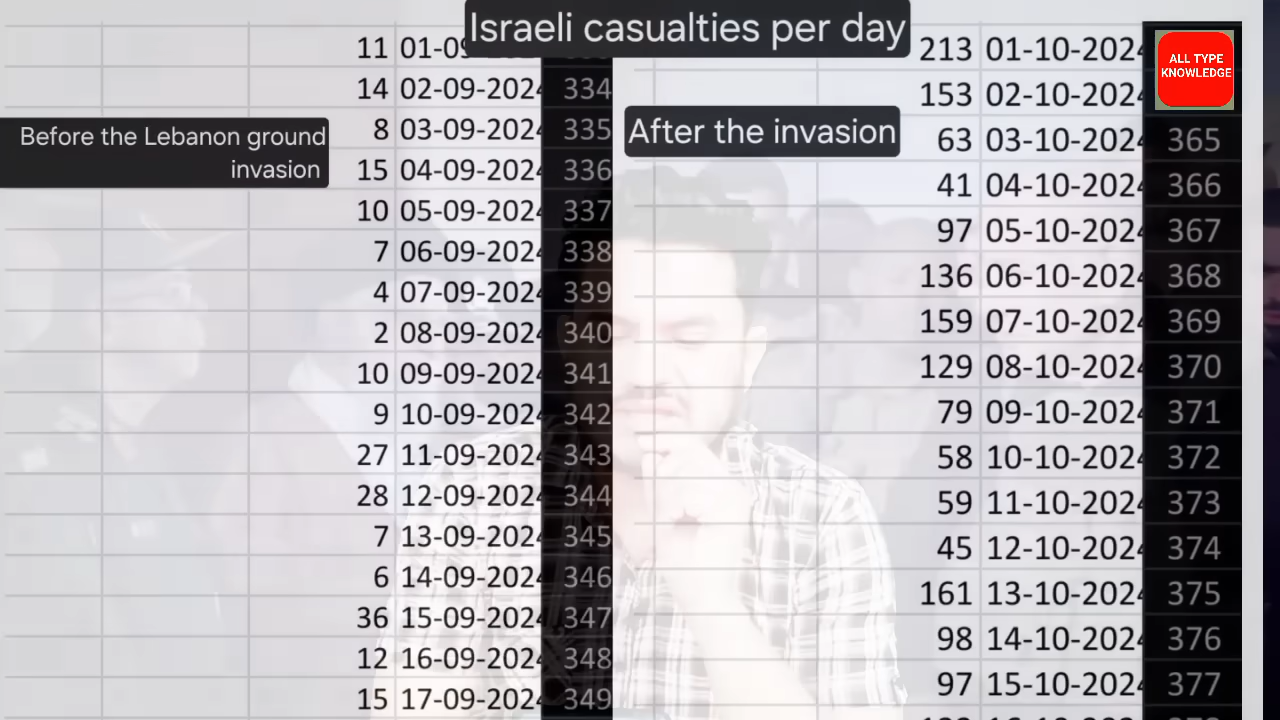 Israeli casualties per day
ALL TYPE
KNOWLEDGE
Before the Lebanon ground
invasion
11 01-09
14 02-09-2024 334
8 03-09-2024 335
15 04-09-2024 336
10 05-09-2024 337
7 06-09-2024 338
4 07-09-2024 339
2 08-09-2024 340
10 09-09-2024 341
9 10-09-2024 342
27 11-09-2024 343
28 12-09-2024 344
7 13-09-2024 345
6 14-09-2024 346
36 15-09-2024 347
12 16-09-2024 348
15 17-09-2024 349
After the invasion
213 01-10-2024
153 02-10-2024
63 03-10-2024 365
41 04-10-2024 366
97 05-10-2024 367
136 06-10-2024 368
159 07-10-2024 369
129 08-10-2024 370
79 09-10-2024 371
58 10-10-2024 372
59 11-10-2024 373
45 12-10-2024 374
161 13-10-2024 375
98 14-10-2024 376
97 15-10-2024 377